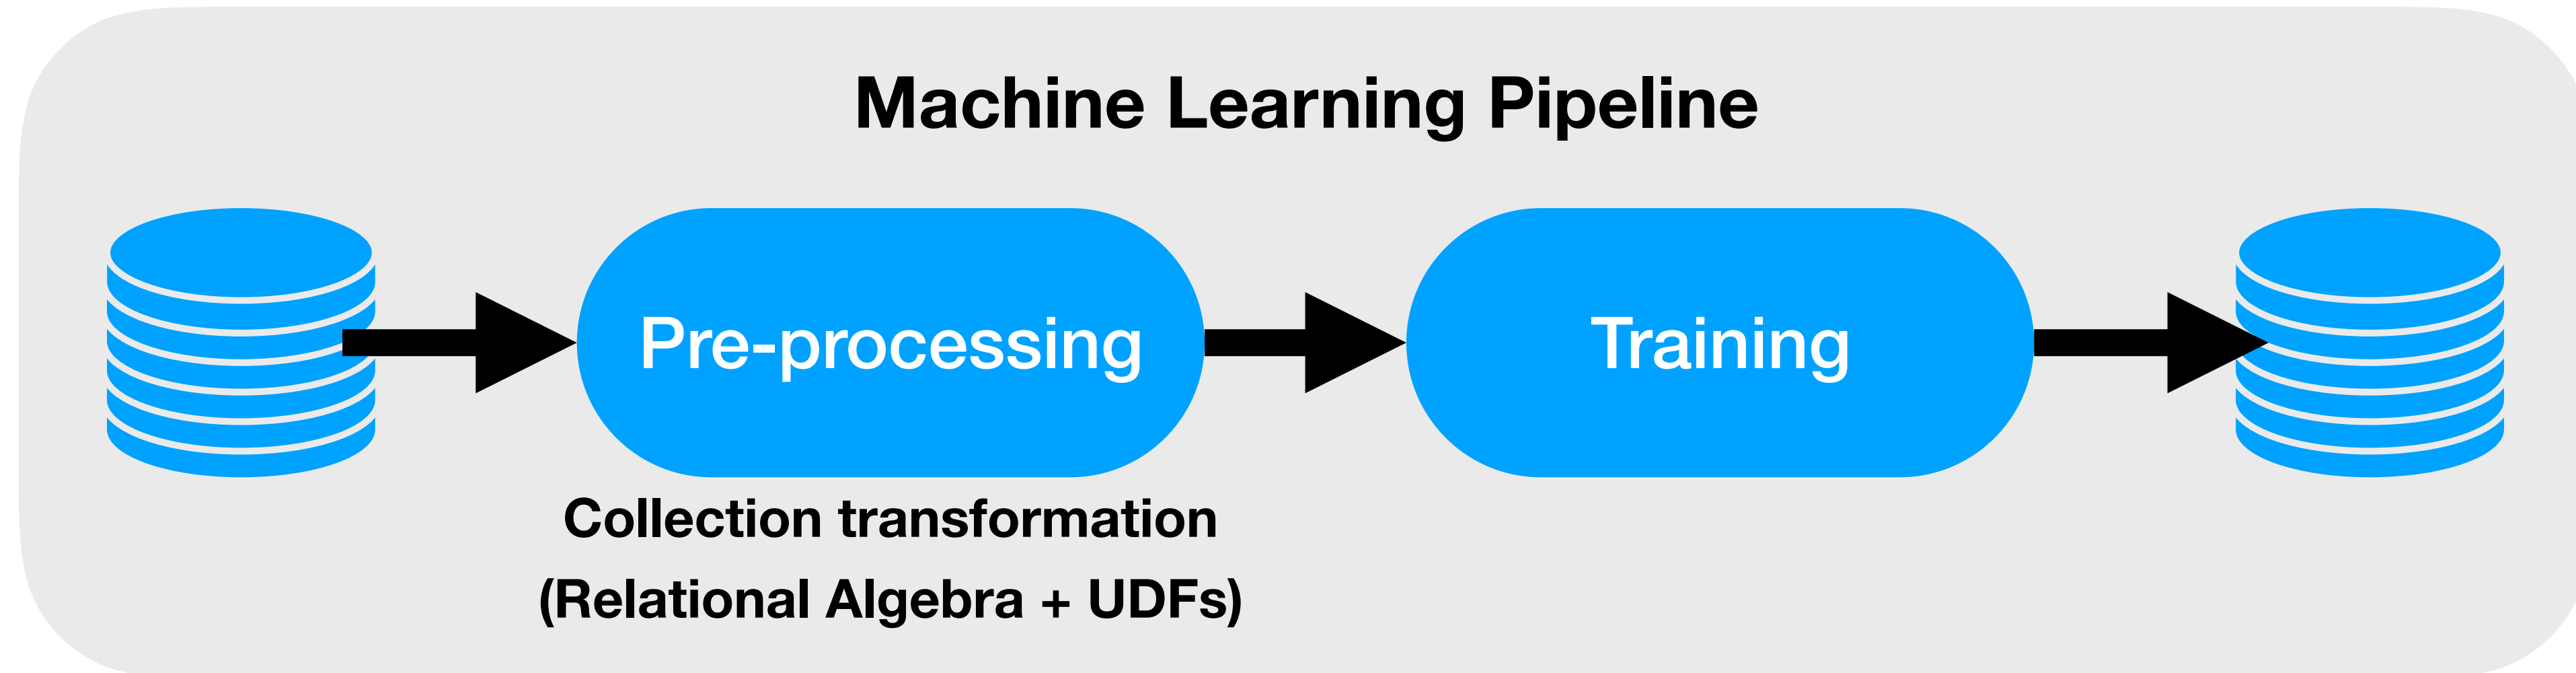 Machine Learning Pipeline
Pre-processing
Training
Collection transformation
(Relational Algebra + UDFs)